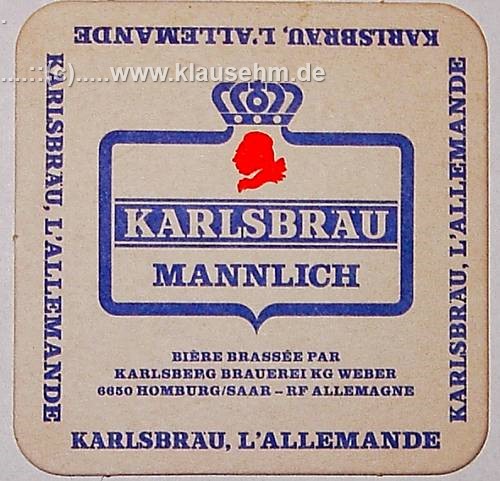 KARLSBRÄU, L'ALLEMANDE
.....::(c).....www.klausehm.de
KARLSBRÄU, L'ALLEMANDE
KARLSBRÄU, L'ALLEMANDE
KARLSBRÄU
MANNLICH
BIÈRE BRASSÉE PAR
KARLSBERG BRAUEREI KG WEBER
6650 HOMBURG/SAAR – RF ALLEMAGNE
KARLSBRÄU, L'ALLEMANDE